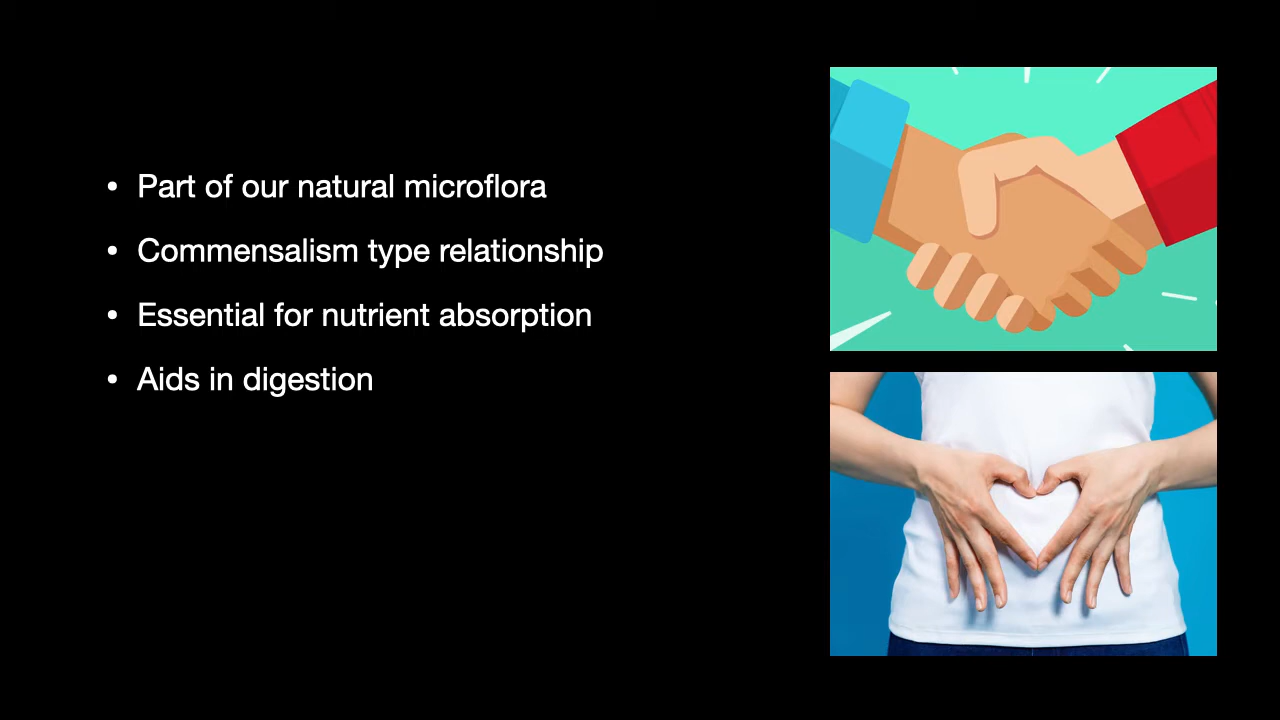 • Part of our natural microflora
• Commensalism type relationship
• Essential for nutrient absorption
• Aids in digestion